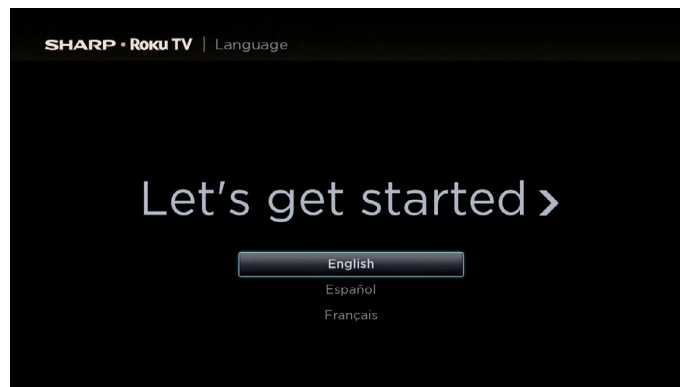 SHARP • Roku TV | Language
Let's get started ›
English
Español
Français